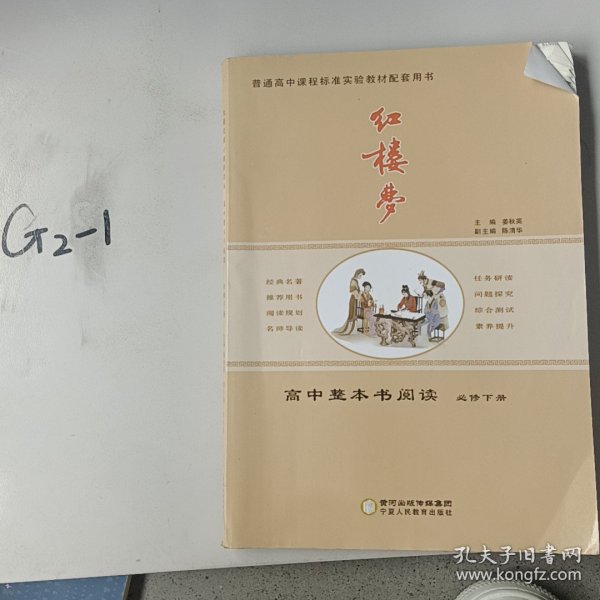 普通高中课程标准实验教材配套用书
红楼梦
主 编 姜秋英
副主编 陈清华
G2-1
经典名著
推荐用书
阅读规划
名师导读
任务研读
问题探究
综合测试
素养提升
高中整本书阅读 必修下册
黄河出版传媒集团
宁夏人民教育出版社
孔夫子旧书网
www.kongfz.com